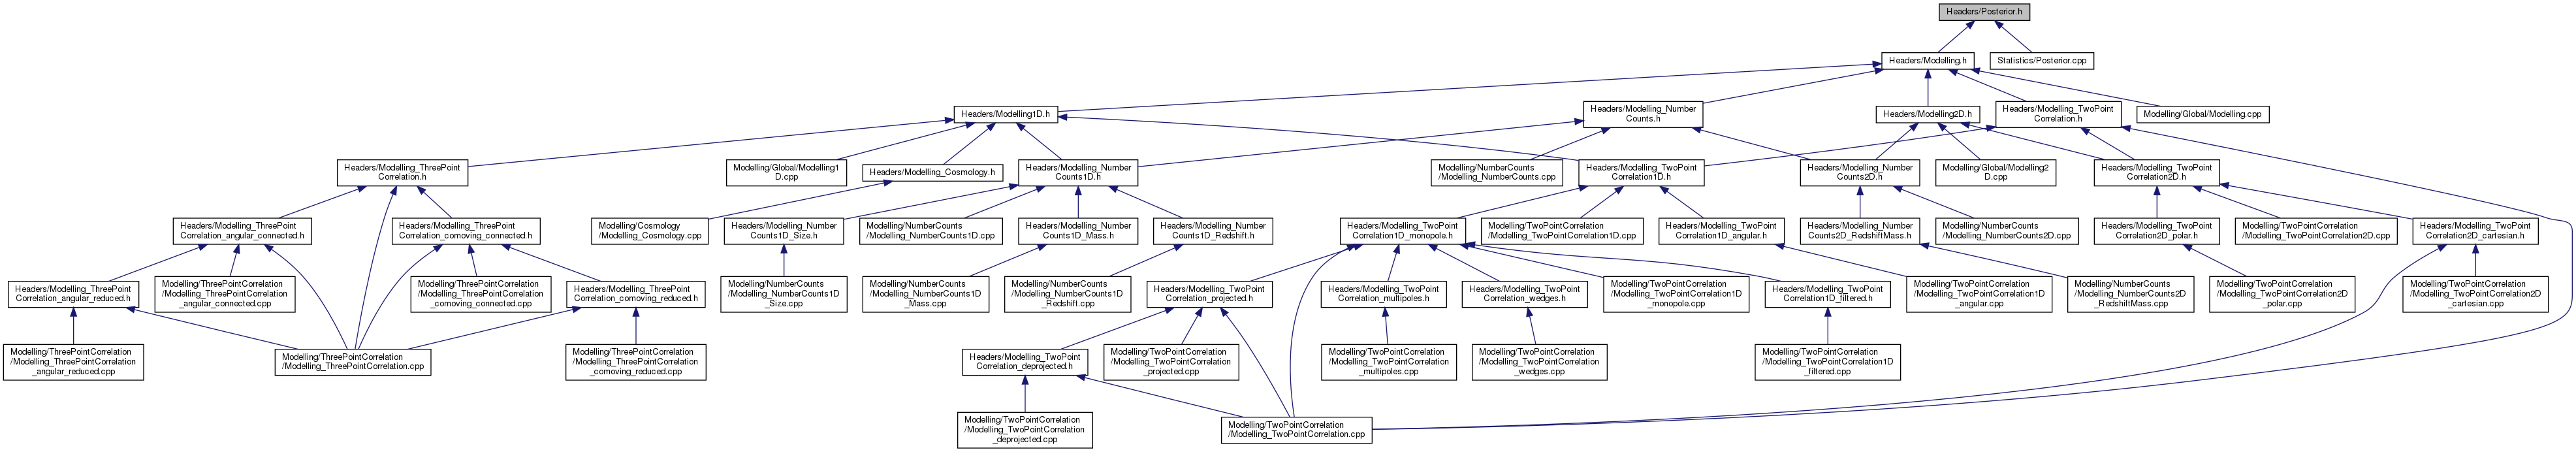 Headers/Posterior.h
Headers/Modelling.h
Statistics/Posterior.cpp
Headers/Modelling1D.h
Headers/Modelling_Number
Counts.h
Headers/Modelling2D.h
Headers/Modelling_TwoPoint
Correlation.h
Modelling/Global/Modelling.cpp
Headers/Modelling_ThreePoint
Correlation.h
Modelling/Global/Modelling1
D.cpp
Headers/Modelling_Cosmology.h
Headers/Modelling_Number
Counts1D.h
Modelling/NumberCounts
/Modelling_NumberCounts.cpp
Headers/Modelling_TwoPoint
Correlation1D.h
Headers/Modelling_Number
Counts2D.h
Modelling/Global/Modelling2
D.cpp
Headers/Modelling_TwoPoint
Correlation2D.h
Headers/Modelling_ThreePoint
Correlation_angular_connected.h
Headers/Modelling_ThreePoint
Correlation_comoving_connected.h
Modelling/Cosmology
/Modelling_Cosmology.cpp
Headers/Modelling_Number
Counts1D_Size.h
Modelling/NumberCounts
/Modelling_NumberCounts1D.cpp
Headers/Modelling_Number
Counts1D_Mass.h
Headers/Modelling_Number
Counts1D_Redshift.h
Headers/Modelling_TwoPoint
Correlation1D_monopole.h
Modelling/TwoPointCorrelation
/Modelling_TwoPointCorrelation1D.cpp
Headers/Modelling_TwoPoint
Correlation1D_angular.h
Headers/Modelling_Number
Counts2D_RedshiftMass.h
Modelling/NumberCounts
/Modelling_NumberCounts2D.cpp
Headers/Modelling_TwoPoint
Correlation2D_polar.h
Modelling/TwoPointCorrelation
/Modelling_TwoPointCorrelation2D.cpp
Headers/Modelling_TwoPoint
Correlation2D_cartesian.h
Headers/Modelling_ThreePoint
Correlation_angular_reduced.h
Modelling/ThreePointCorrelation
/Modelling_ThreePointCorrelation
_angular_connected.cpp
Modelling/ThreePointCorrelation
/Modelling_ThreePointCorrelation
_comoving_connected.cpp
Headers/Modelling_ThreePoint
Correlation_comoving_reduced.h
Modelling/NumberCounts
/Modelling_NumberCounts1D
_Size.cpp
Modelling/NumberCounts
/Modelling_NumberCounts1D
_Mass.cpp
Modelling/NumberCounts
/Modelling_NumberCounts1D
_Redshift.cpp
Headers/Modelling_TwoPoint
Correlation_projected.h
Headers/Modelling_TwoPoint
Correlation_multipoles.h
Headers/Modelling_TwoPoint
Correlation_wedges.h
Modelling/TwoPointCorrelation
/Modelling_TwoPointCorrelation1D
_monopole.cpp
Headers/Modelling_TwoPoint
Correlation1D_filtered.h
Modelling/TwoPointCorrelation
/Modelling_TwoPointCorrelation1D
_angular.cpp
Modelling/NumberCounts
/Modelling_NumberCounts2D
_RedshiftMass.cpp
Modelling/TwoPointCorrelation
/Modelling_TwoPointCorrelation2D
_polar.cpp
Modelling/TwoPointCorrelation
/Modelling_TwoPointCorrelation2D
_cartesian.cpp
Modelling/ThreePointCorrelation
/Modelling_ThreePointCorrelation
_angular_reduced.cpp
Modelling/ThreePointCorrelation
/Modelling_ThreePointCorrelation.cpp
Modelling/ThreePointCorrelation
/Modelling_ThreePointCorrelation
_comoving_reduced.cpp
Headers/Modelling_TwoPoint
Correlation_deprojected.h
Modelling/TwoPointCorrelation
/Modelling_TwoPointCorrelation
_projected.cpp
Modelling/TwoPointCorrelation
/Modelling_TwoPointCorrelation
_multipoles.cpp
Modelling/TwoPointCorrelation
/Modelling_TwoPointCorrelation
_wedges.cpp
Modelling/TwoPointCorrelation
/Modelling_TwoPointCorrelation1D
_filtered.cpp
Modelling/TwoPointCorrelation
/Modelling_TwoPointCorrelation
_deprojected.cpp
Modelling/TwoPointCorrelation
/Modelling_TwoPointCorrelation.cpp